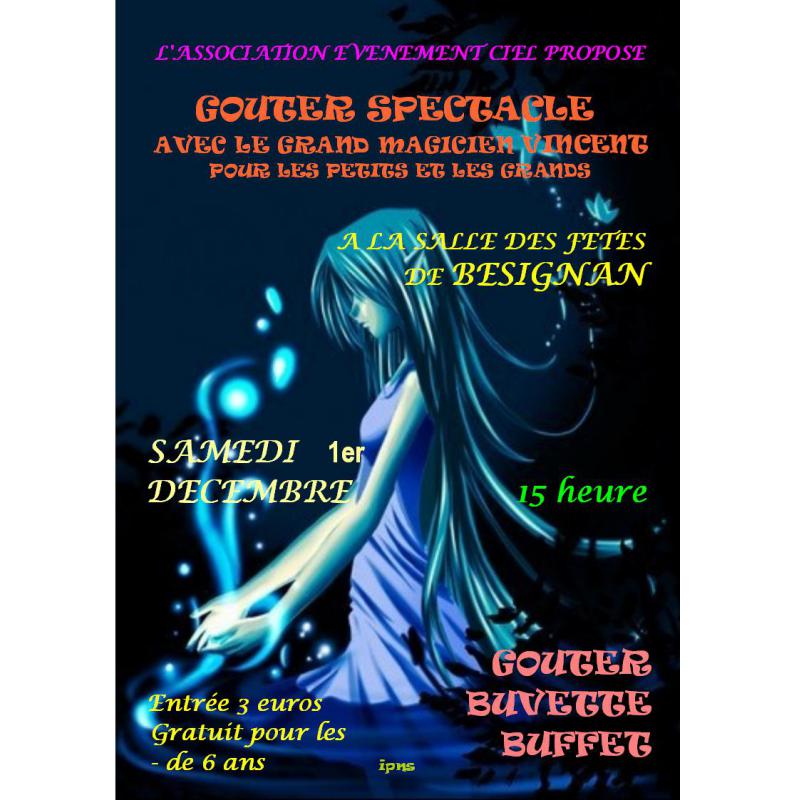 L'ASSOCIATION EVENEMENT CIEL PROPOSE
GOUTER SPECTACLE
AVEC LE GRAND MAGICIEN VINCENT
POUR LES PETITS ET LES GRANDS
A LA SALLE DES FETES
DE BESIGNAN
SAMEDI 1er
DECEMBRE
15 heure
GOUTER
BUVETTE
BUFFET
Entrée 3 euros
Gratuit pour les
- de 6 ans
ipns